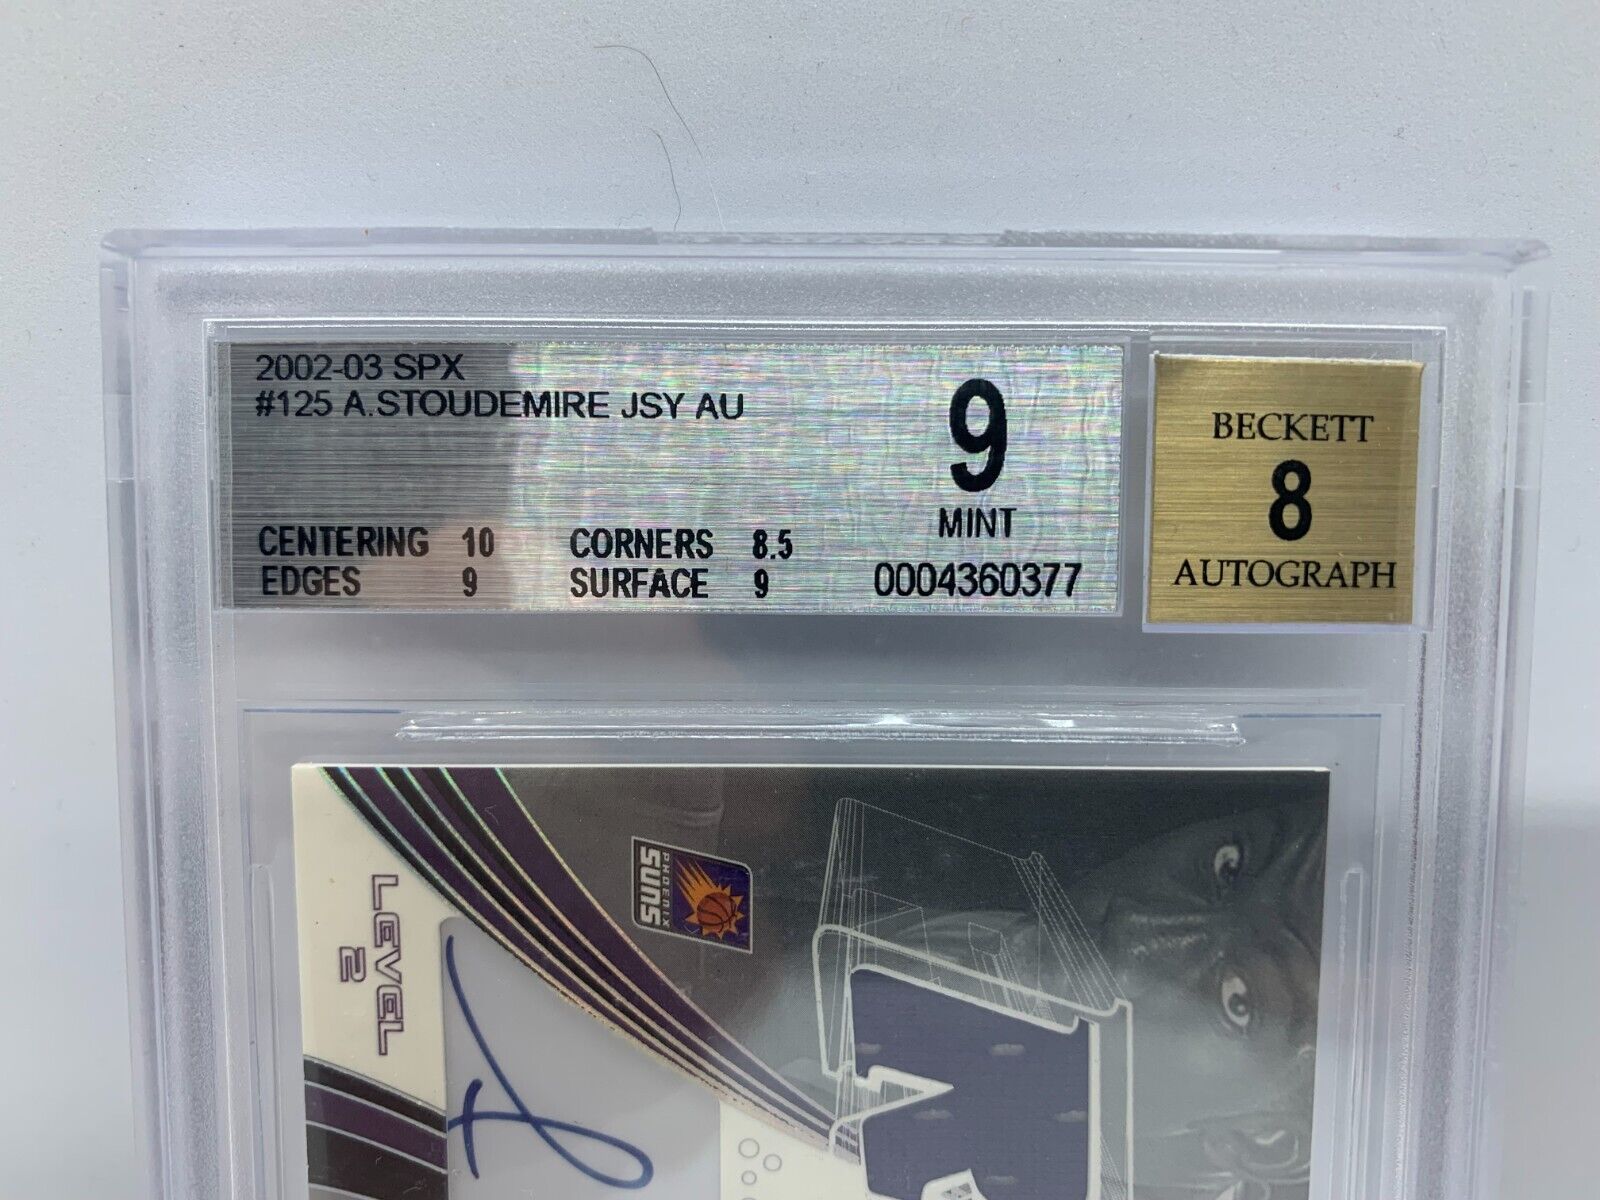 2002-03 SPX
#125 A.STOUDEMIRE JSY AU
CENTERING 10 CORNERS 8.5
EDGES 9 SURFACE 9
9
MINT
0004360377
BECKETT
8
AUTOGRAPH
PHOENIX
SUNS
LEVEL
2